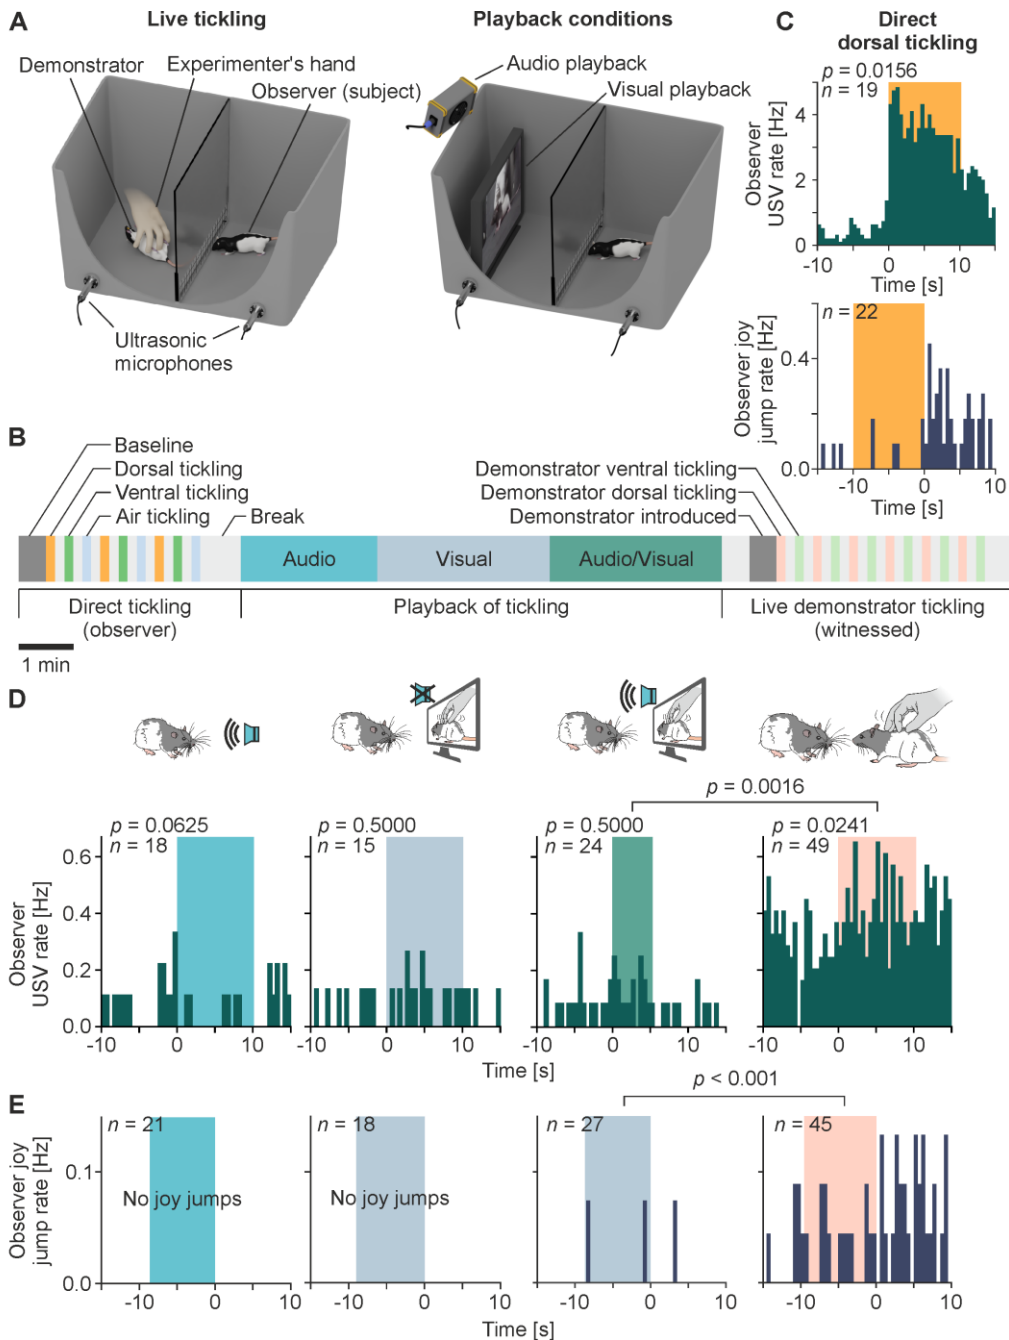 A
Live tickling
Playback conditions
Demonstrator
Experimenter's hand
Observer (subject)
Audio playback
Visual playback
Ultrasonic
microphones
C
Direct
dorsal tickling
p = 0.0156
n = 19
Observer
USV rate [Hz]
4
2
0
-10 0 10
Time [s]
n = 22
Observer joy
jump rate [Hz]
0.4
0.0
-10 0 10
Time [s]
B
Baseline
Dorsal tickling
Ventral tickling
Air tickling
Break
Demonstrator ventral tickling
Demonstrator dorsal tickling
Demonstrator introduced
Audio
Visual
Audio/Visual
Direct tickling
(observer)
Playback of tickling
Live demonstrator tickling
(witnessed)
1 min
D
p = 0.0016
p = 0.0625
n = 18
p = 0.5000
n = 15
p = 0.5000
n = 24
p = 0.0241
n = 49
Observer
USV rate [Hz]
0.6
0.4
0.2
0.0
-10 0 10
-10 0 10
-10 0 10
-10 0 10
Time [s]
p < 0.001
E
n = 21
n = 18
n = 27
n = 45
Observer joy
jump rate [Hz]
0.1
0.0
No joy jumps
No joy jumps
-10 0 10
-10 0 10
-10 0 10
-10 0 10
Time [s]